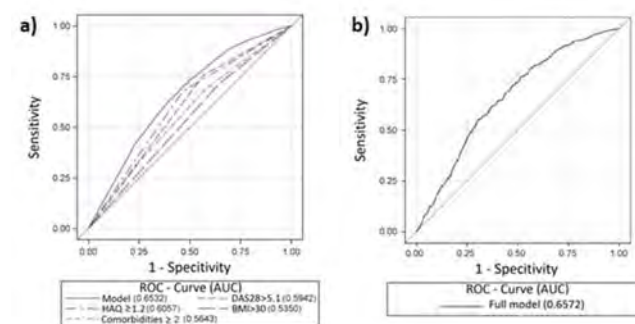 a)
1.00
0.75
0.50
0.25
0.00
Sensitivity
0.00 0.25 0.50 0.75 1.00
1 - Specitivity
ROC - Curve (AUC)
Model (0.6532) DAS28>5.1 (0.5942)
HAQ ≥1.2 (0.6057) BMI>30 (0.5350)
Comorbidities ≥ 2 (0.5643)
b)
1.00
0.75
0.50
0.25
0.00
Sensitivity
0.00 0.25 0.50 0.75 1.00
1 - Specitivity
ROC - Curve (AUC)
Full model (0.6572)